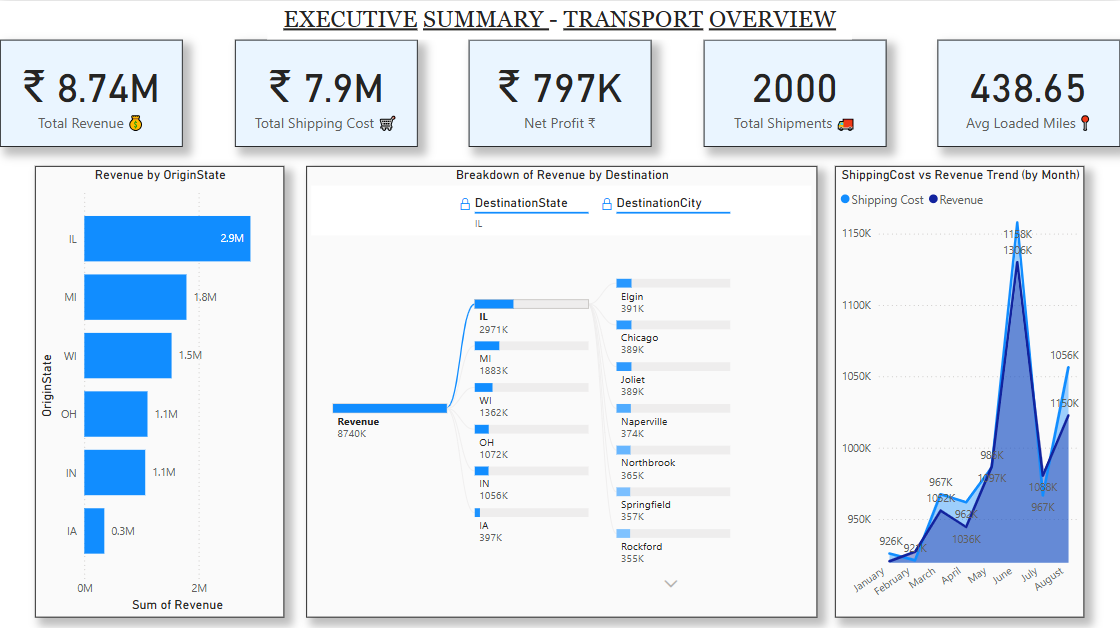 EXECUTIVE SUMMARY - TRANSPORT OVERVIEW
₹ 8.74M
Total Revenue
₹ 7.9M
Total Shipping Cost
₹ 797K
Net Profit ₹
2000
Total Shipments
438.65
Avg Loaded Miles
Revenue by OriginState
OriginState
IL
2.9M
MI
1.8M
WI
1.5M
OH
1.1M
IN
1.1M
IA
0.3M
0M 2M
Sum of Revenue
Breakdown of Revenue by Destination
DestinationState
IL
DestinationCity
Revenue
8740K
IL
2971K
MI
1883K
WI
1362K
OH
1072K
IN
1056K
IA
397K
Elgin
391K
Chicago
389K
Joliet
389K
Naperville
374K
Northbrook
365K
Springfield
357K
Rockford
355K
ShippingCost vs Revenue Trend (by Month)
Shipping Cost Revenue
1150K
1100K
1050K
1000K
950K
1158K
1306K
1056K
1150K
967K
962K
1036K
1088K
967K
926K
January February March April May June July August